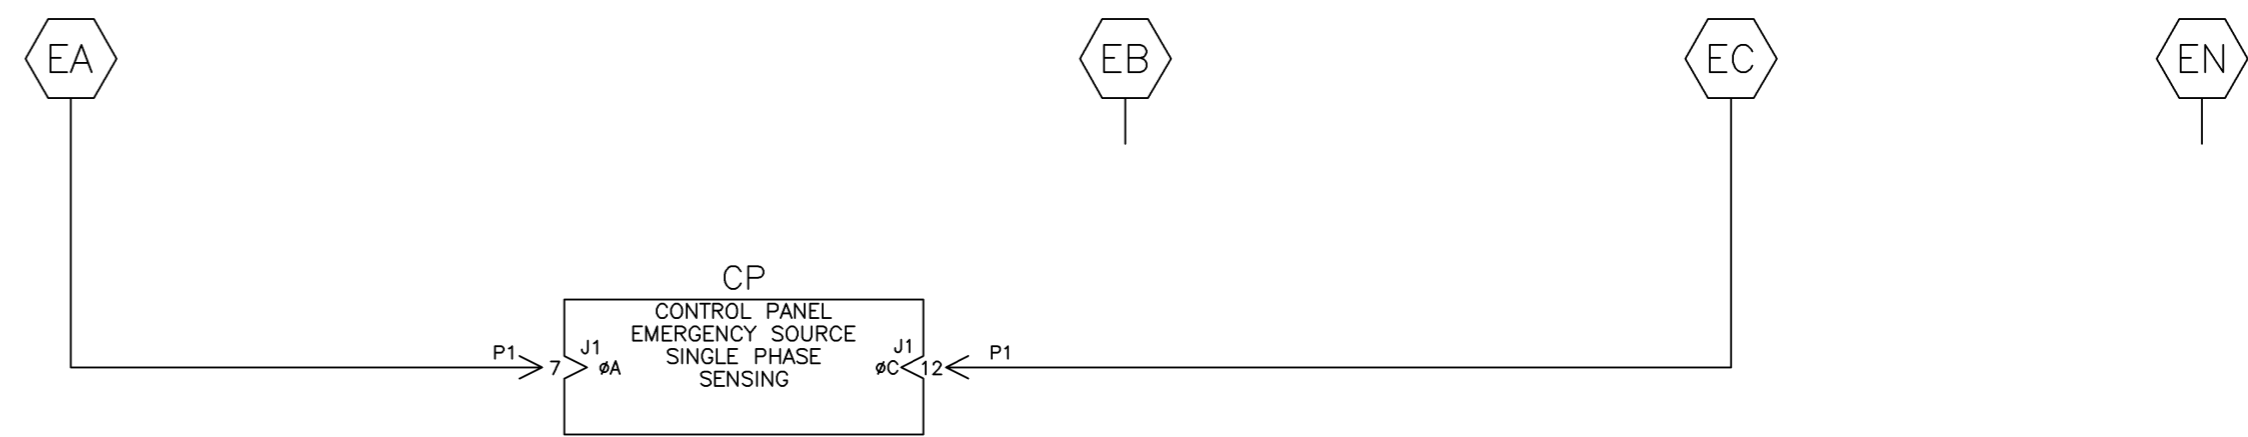 EA
EB
EC
EN
CP
CONTROL PANEL
EMERGENCY SOURCE
SINGLE PHASE
SENSING
P1
7
J1
øA
J1
øC
12
P1